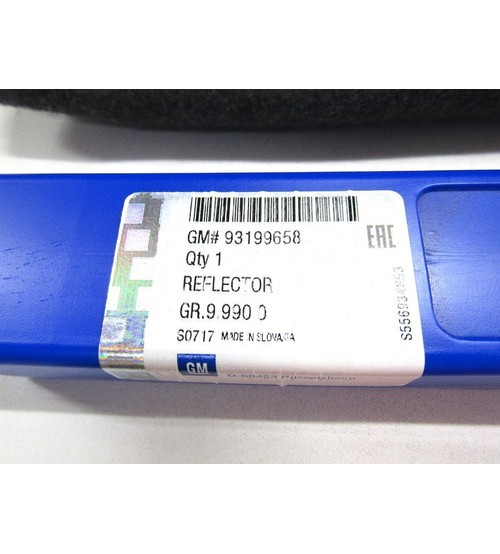 GM# 93199658
EAC
Qty 1
REFLECTOR
GR.9.990 0
S0717 MADE IN SLOVAKIA
GM